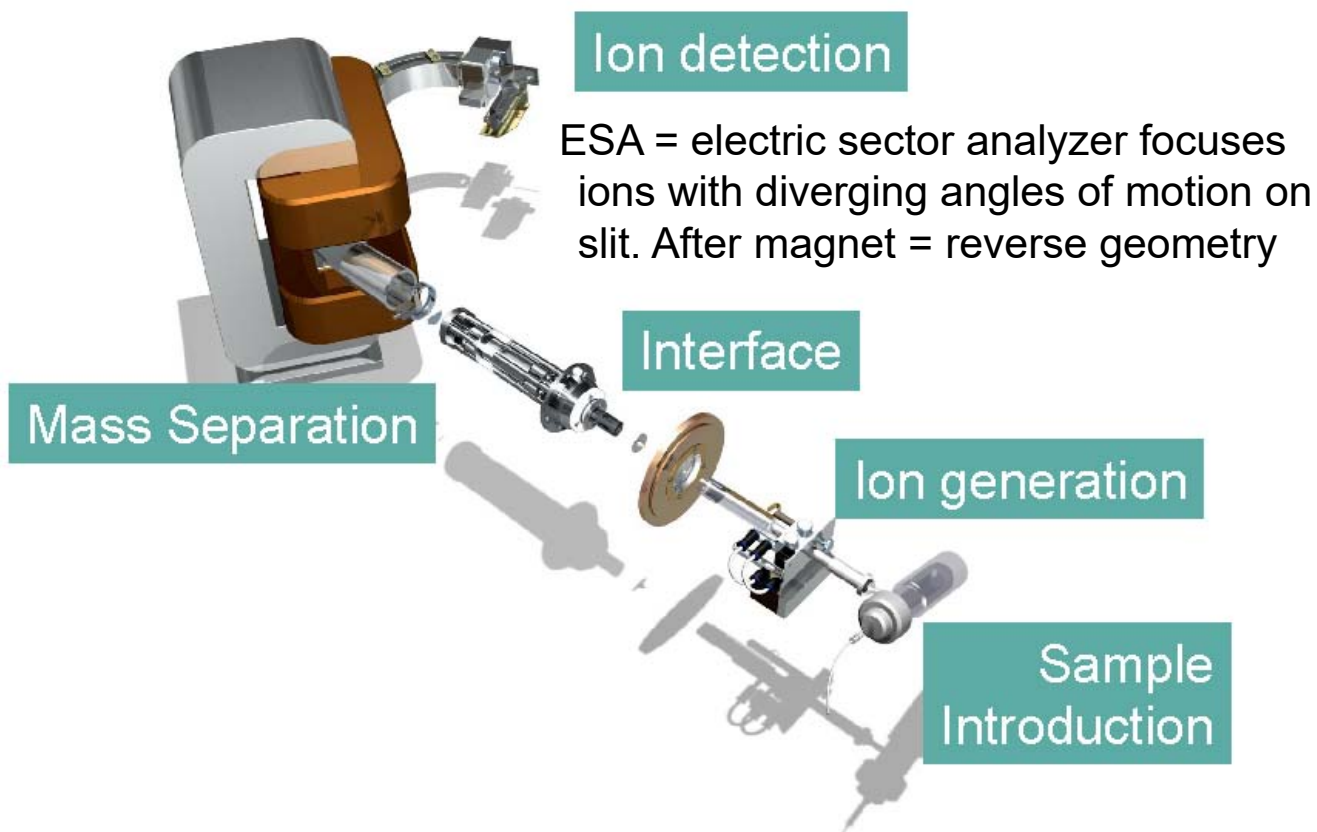 Ion detection
ESA = electric sector analyzer focuses
ions with diverging angles of motion on
slit. After magnet = reverse geometry
Interface
Mass Separation
Ion generation
Sample
Introduction